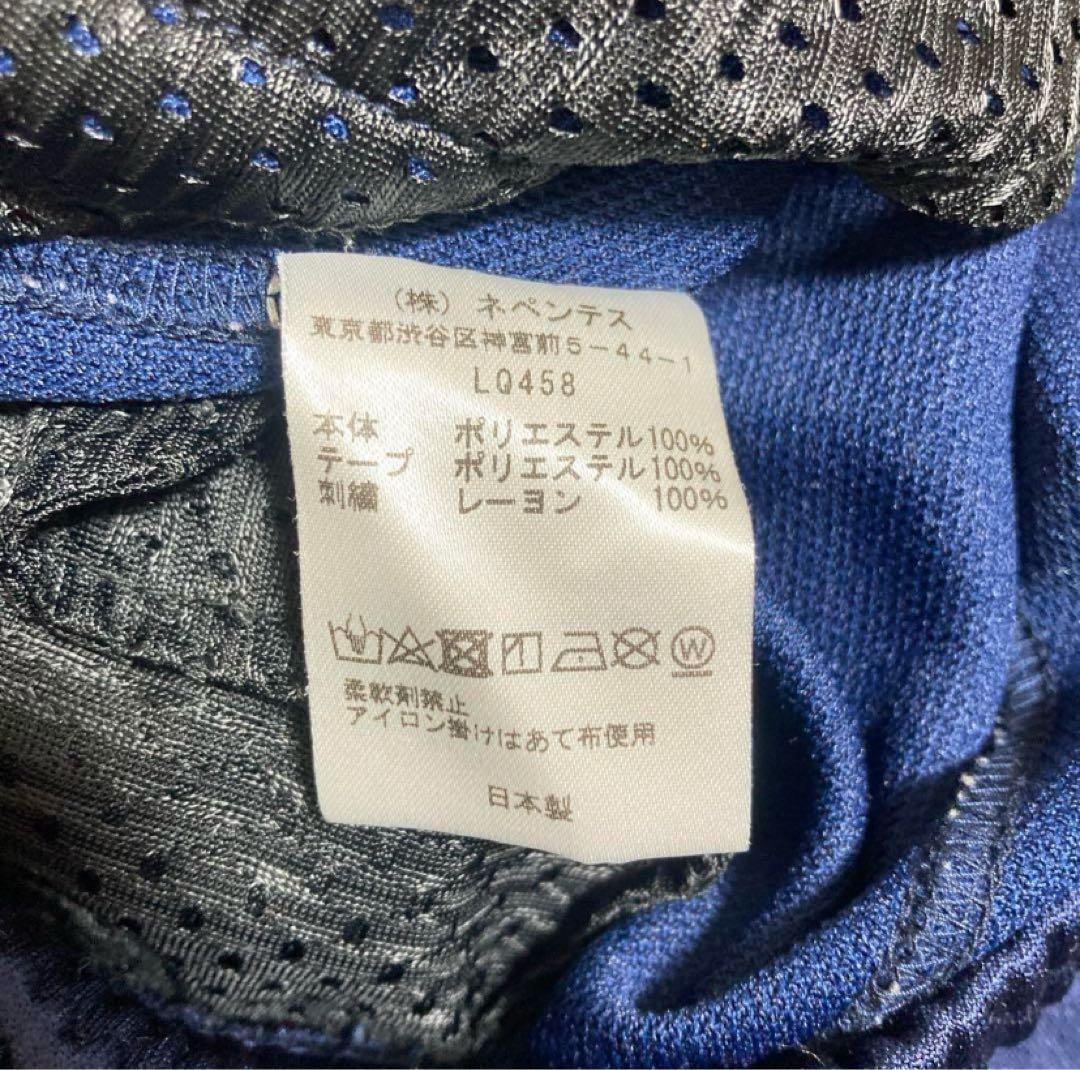 (株) ネペンテス
東京都渋谷区神宮前5-44-1
LQ458
本体 ポリエステル100%
テープ ポリエステル100%
刺繍 レーヨン 100%
W
柔軟剤禁止
アイロン掛けはあて布使用
日本製